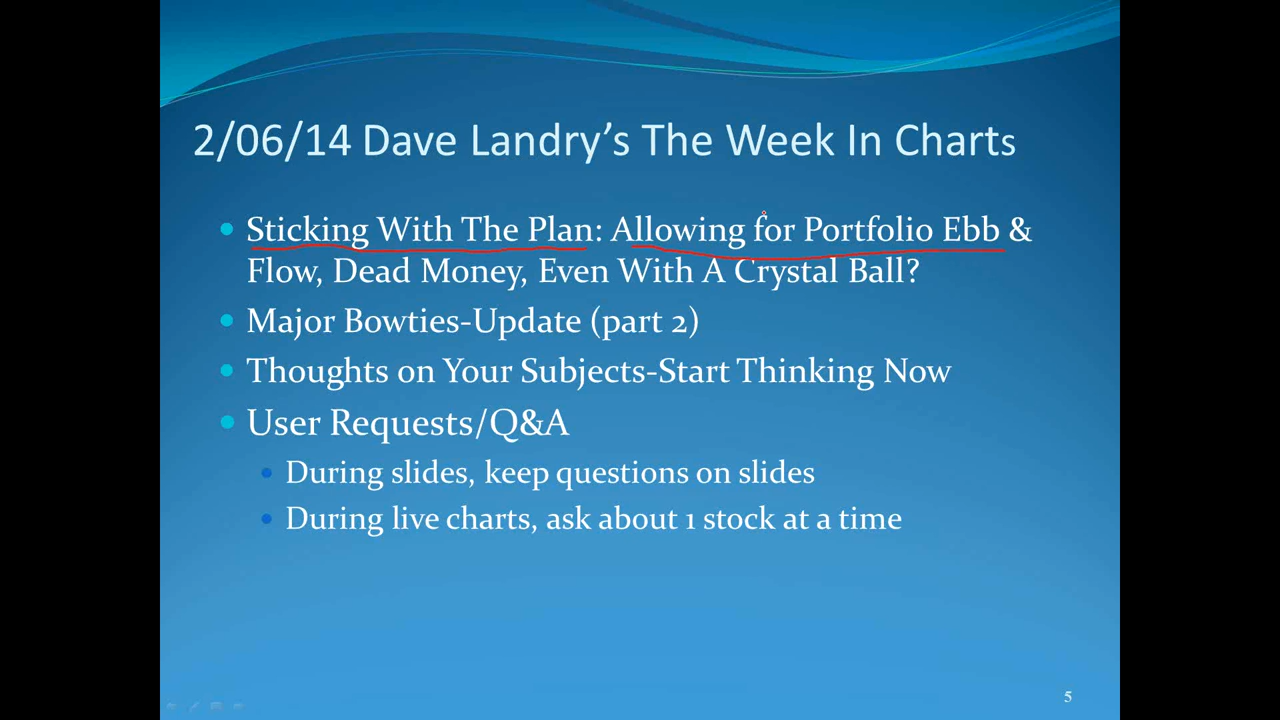 2/06/14 Dave Landry’s The Week In Charts
Sticking With The Plan: Allowing for Portfolio Ebb &
Flow, Dead Money, Even With A Crystal Ball?
Major Bowties-Update (part 2)
Thoughts on Your Subjects-Start Thinking Now
User Requests/Q&A
During slides, keep questions on slides
During live charts, ask about 1 stock at a time
5